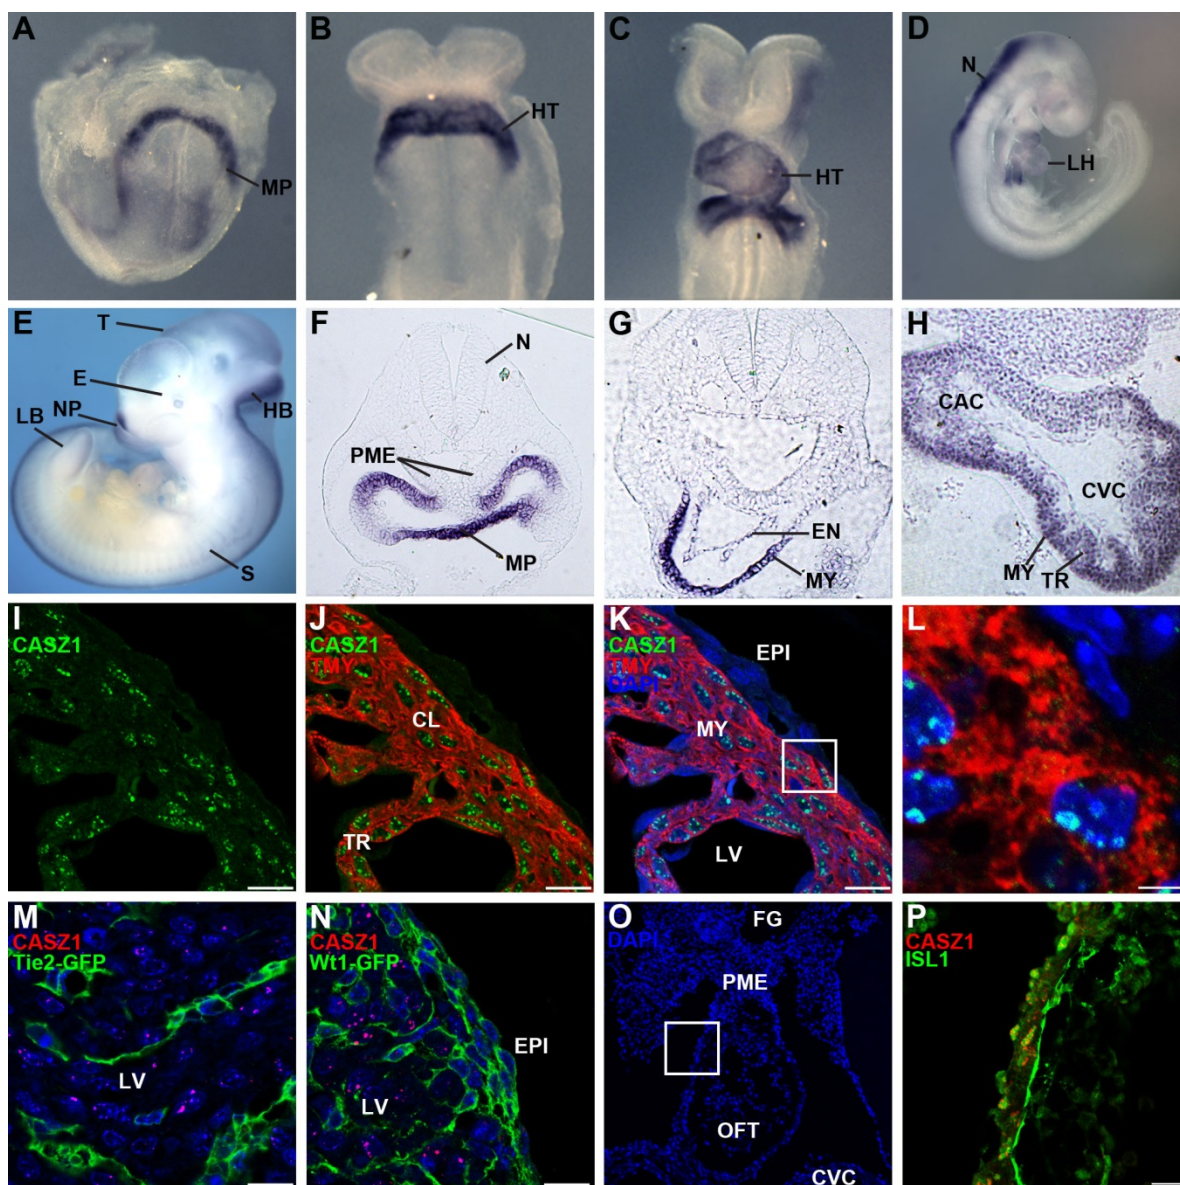 A
MP
B
HT
C
HT
D
N
LH
E
T
E
LB
NP
HB
S
F
N
PME
MP
G
EN
MY
H
CAC
CVC
MY
TR
I
CASZ1
J
CASZ1
TMY
CL
TR
K
CASZ1
TMY
DAPI
EPI
MY
LV
L
M
CASZ1
Tie2-GFP
LV
N
CASZ1
Wt1-GFP
EPI
LV
O
DAPI
FG
PME
OFT
CVC
P
CASZ1
ISL1